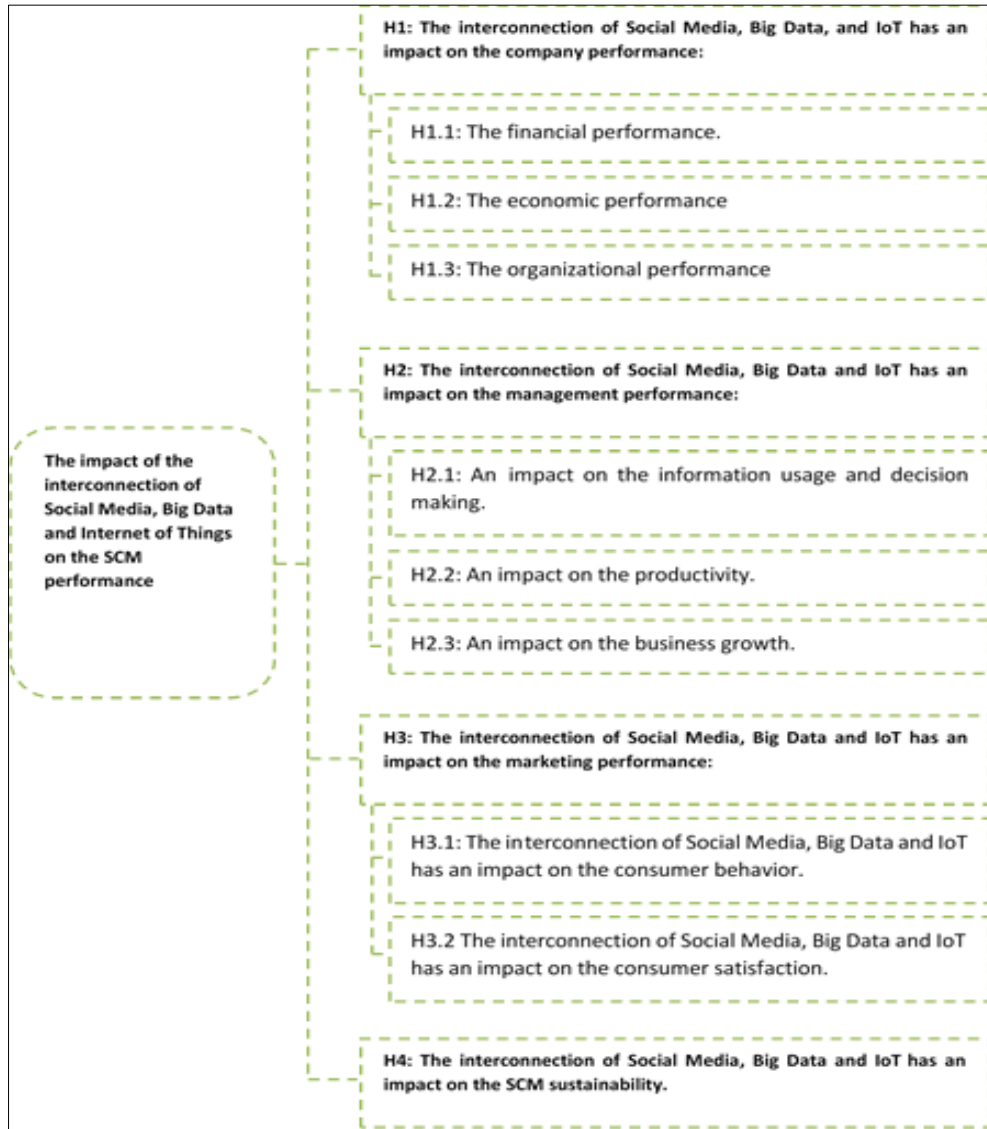 H1: The interconnection of Social Media, Big Data, and IoT has an
impact on the company performance:
H1.1: The financial performance.
H1.2: The economic performance
H1.3: The organizational performance
H2: The interconnection of Social Media, Big Data and IoT has an
impact on the management performance:
The impact of the
interconnection of
Social Media, Big Data
and Internet of Things
on the SCM
performance
H2.1: An impact on the information usage and decision
making.
H2.2: An impact on the productivity.
H2.3: An impact on the business growth.
H3: The interconnection of Social Media, Big Data and IoT has an
impact on the marketing performance:
H3.1: The interconnection of Social Media, Big Data and IoT
has an impact on the consumer behavior.
H3.2 The interconnection of Social Media, Big Data and IoT
has an impact on the consumer satisfaction.
H4: The interconnection of Social Media, Big Data and IoT has an
impact on the SCM sustainability.